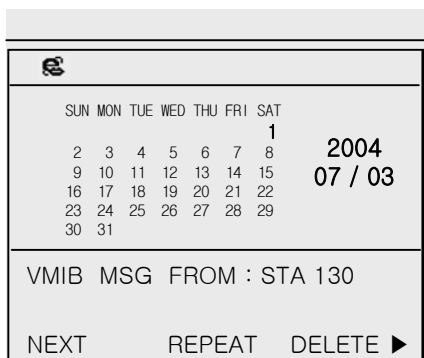 SUN MON TUE WED THU FRI SAT
1
2 3 4 5 6 7 8
9 10 11 12 13 14 15
16 17 18 19 20 21 22
23 24 25 26 27 28 29
30 31
2004
07 / 03
VMIB MSG FROM : STA 130
NEXT REPEAT DELETE ▶